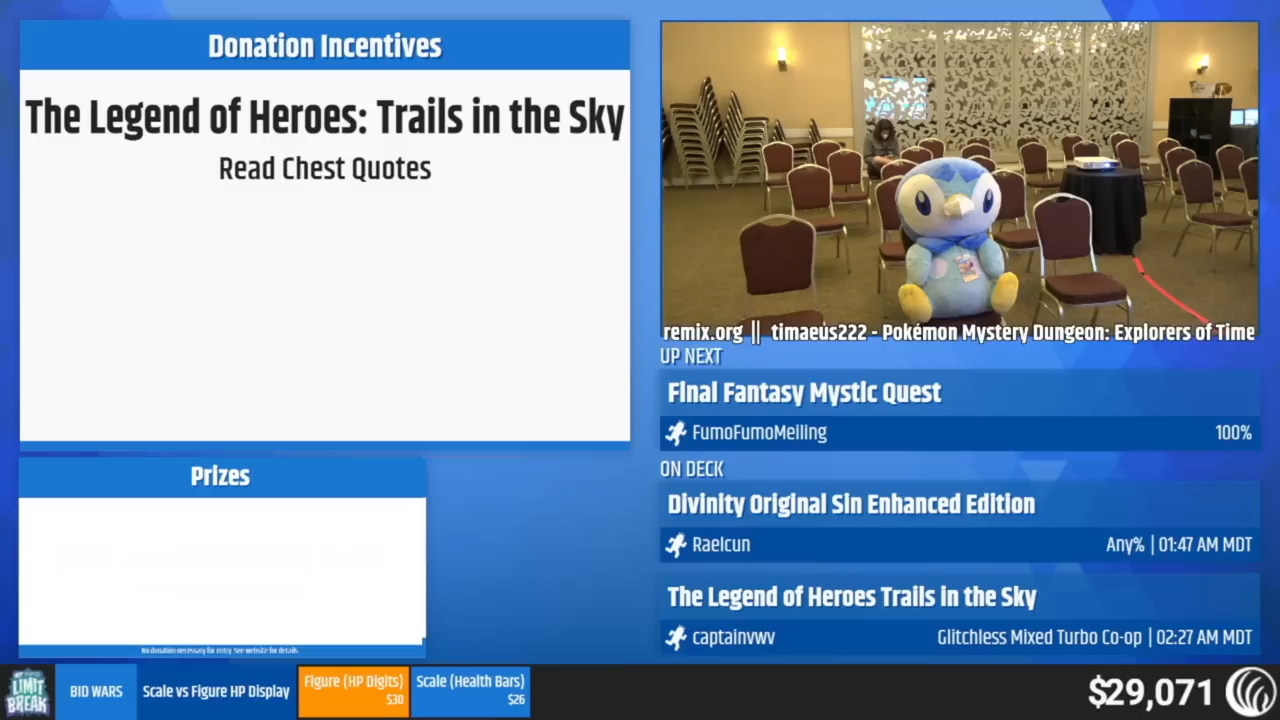 Donation Incentives
The Legend of Heroes: Trails in the Sky
Read Chest Quotes
Prizes
No donation necessary for entry. See website for details.
remix.org || timaeus222 - Pokémon Mystery Dungeon: Explorers of Time
UP NEXT
Final Fantasy Mystic Quest
FumoFumoMeiling
100%
ON DECK
Divinity Original Sin Enhanced Edition
Raelcun
Any% | 01:47 AM MDT
The Legend of Heroes Trails in the Sky
captainvwv
Glitchless Mixed Turbo Co-op | 02:27 AM MDT
LIMIT
BREAK
BID WARS
Scale vs Figure HP Display
Figure (HP Digits)
$30
Scale (Health Bars)
$26
$29,071